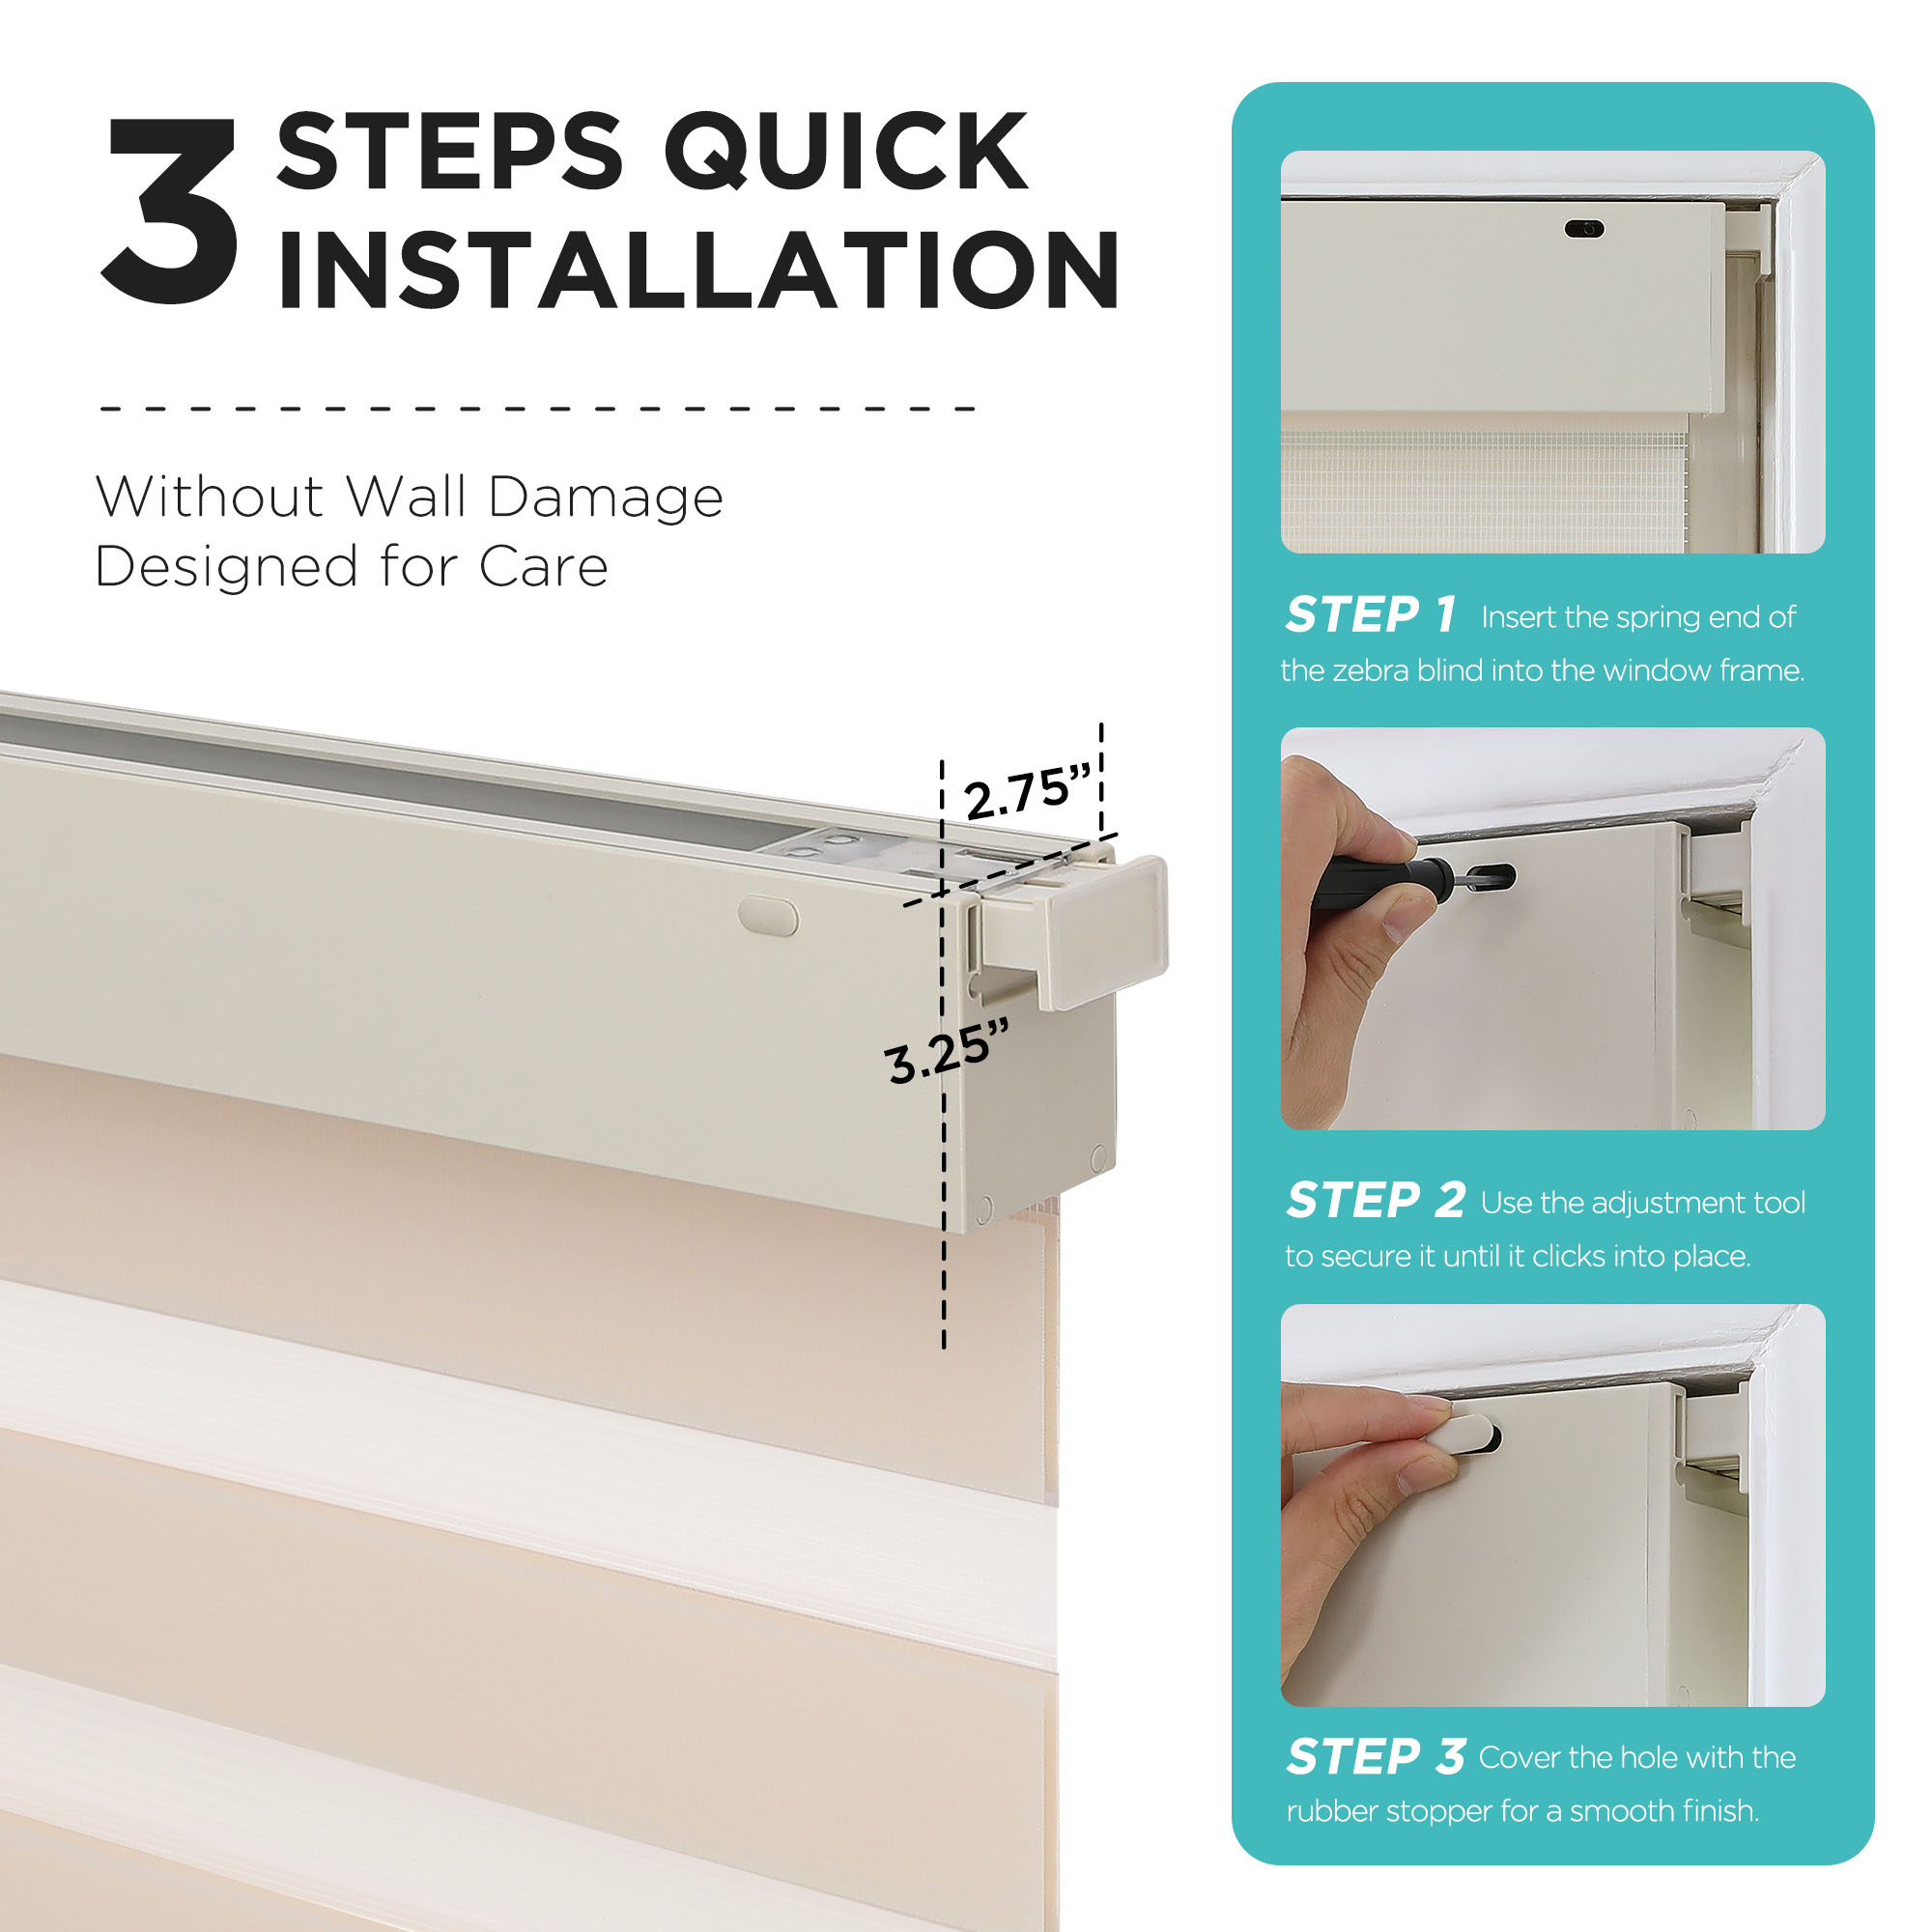 3 STEPS QUICK
INSTALLATION
Without Wall Damage
Designed for Care
2.75”
3.25”
STEP 1 Insert the spring end of
the zebra blind into the window frame.
STEP 2 Use the adjustment tool
to secure it until it clicks into place.
STEP 3 Cover the hole with the
rubber stopper for a smooth finish.